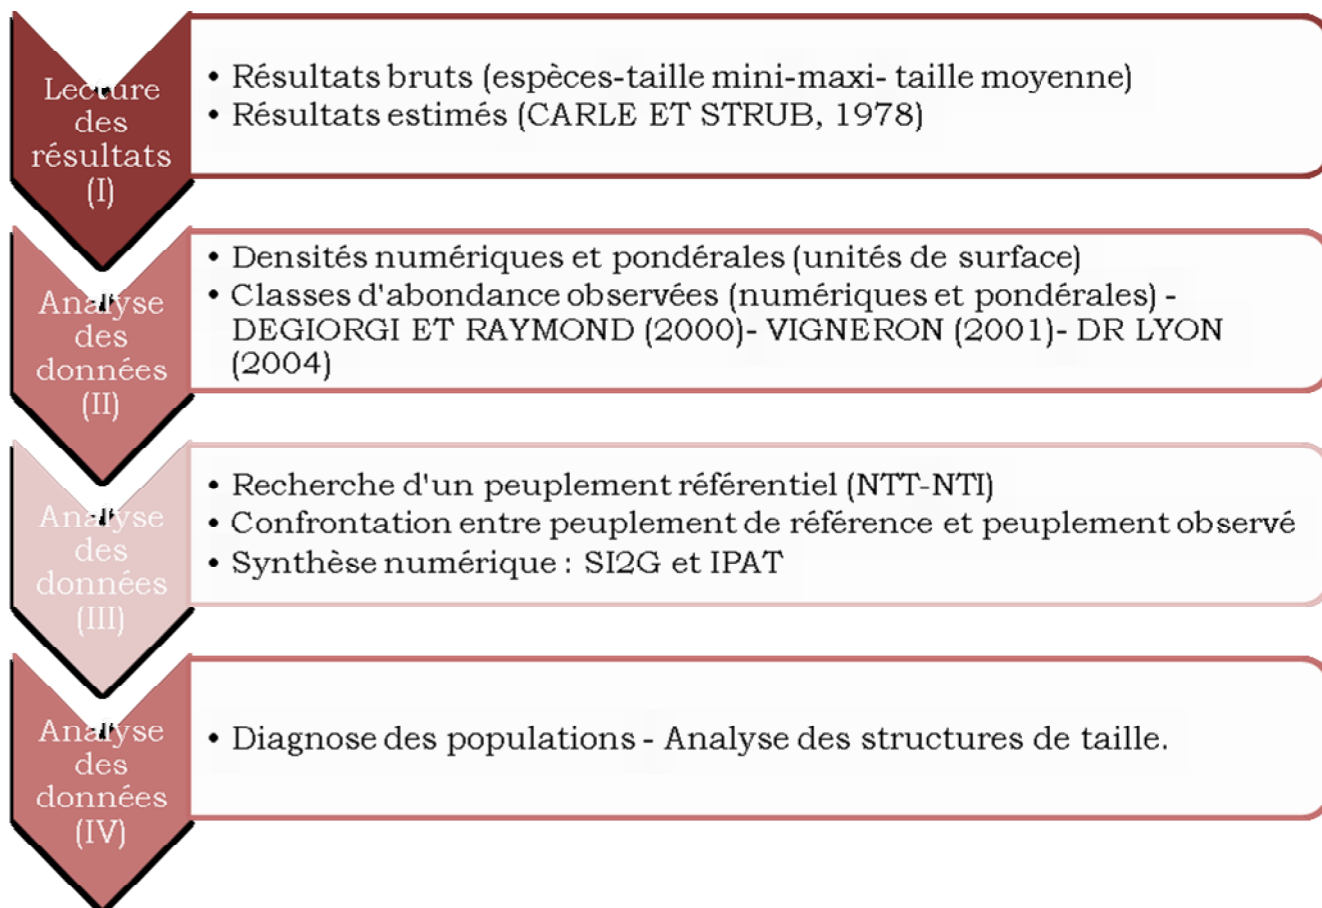 Lecture
des
résultats
(I)
• Résultats bruts (espèces-taille mini-maxi- taille moyenne)
• Résultats estimés (CARLE ET STRUB, 1978)
Analyse
des
données
(II)
• Densités numériques et pondérales (unités de surface)
• Classes d'abondance observées (numériques et pondérales) -
DEGIORGI ET RAYMOND (2000)- VIGNERON (2001)- DR LYON
(2004)
Analyse
des
données
(III)
• Recherche d'un peuplement référentiel (NTT-NTI)
• Confrontation entre peuplement de référence et peuplement observé
• Synthèse numérique : SI2G et IPAT
Analyse
des
données
(IV)
• Diagnose des populations - Analyse des structures de taille.